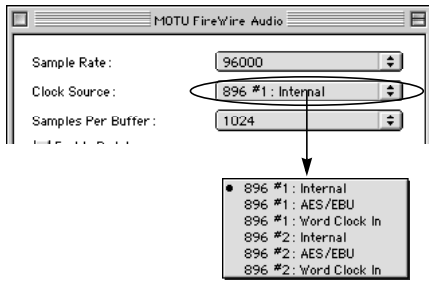 MOTU FireWire Audio
Sample Rate: 96000
Clock Source: 896 #1: Internal
Samples Per Buffer: 1024
896 #1: Internal
896 #1: AES/EBU
896 #1: Word Clock In
896 #2: Internal
896 #2: AES/EBU
896 #2: Word Clock In